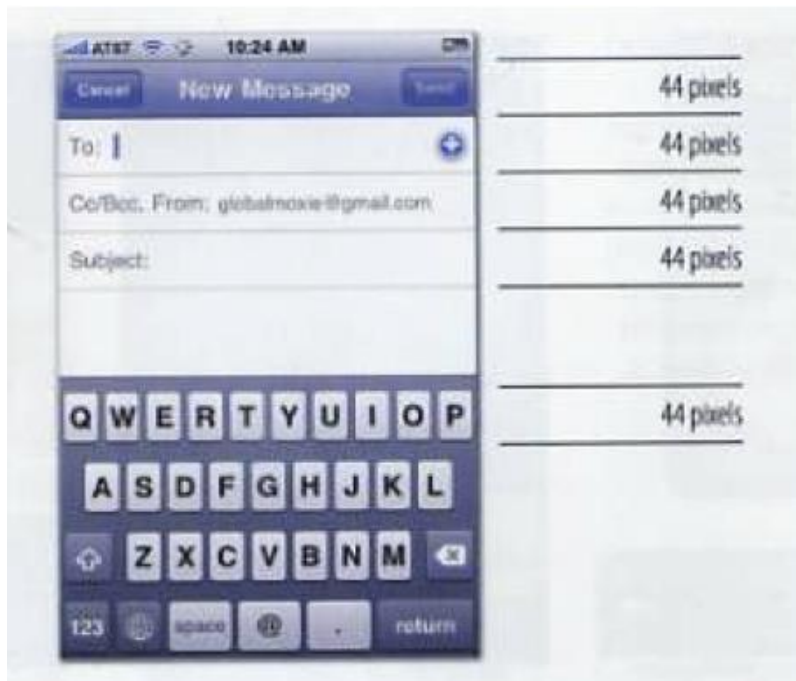 AT&T 10:24 AM
Cancel New Message Send
44 pixels
To:
44 pixels
Cc/Bcc, From: globalmoxie@gmail.com
44 pixels
Subject:
44 pixels
Q W E R T Y U I O P
44 pixels
A S D F G H J K L
Z X C V B N M
123 space @ . return